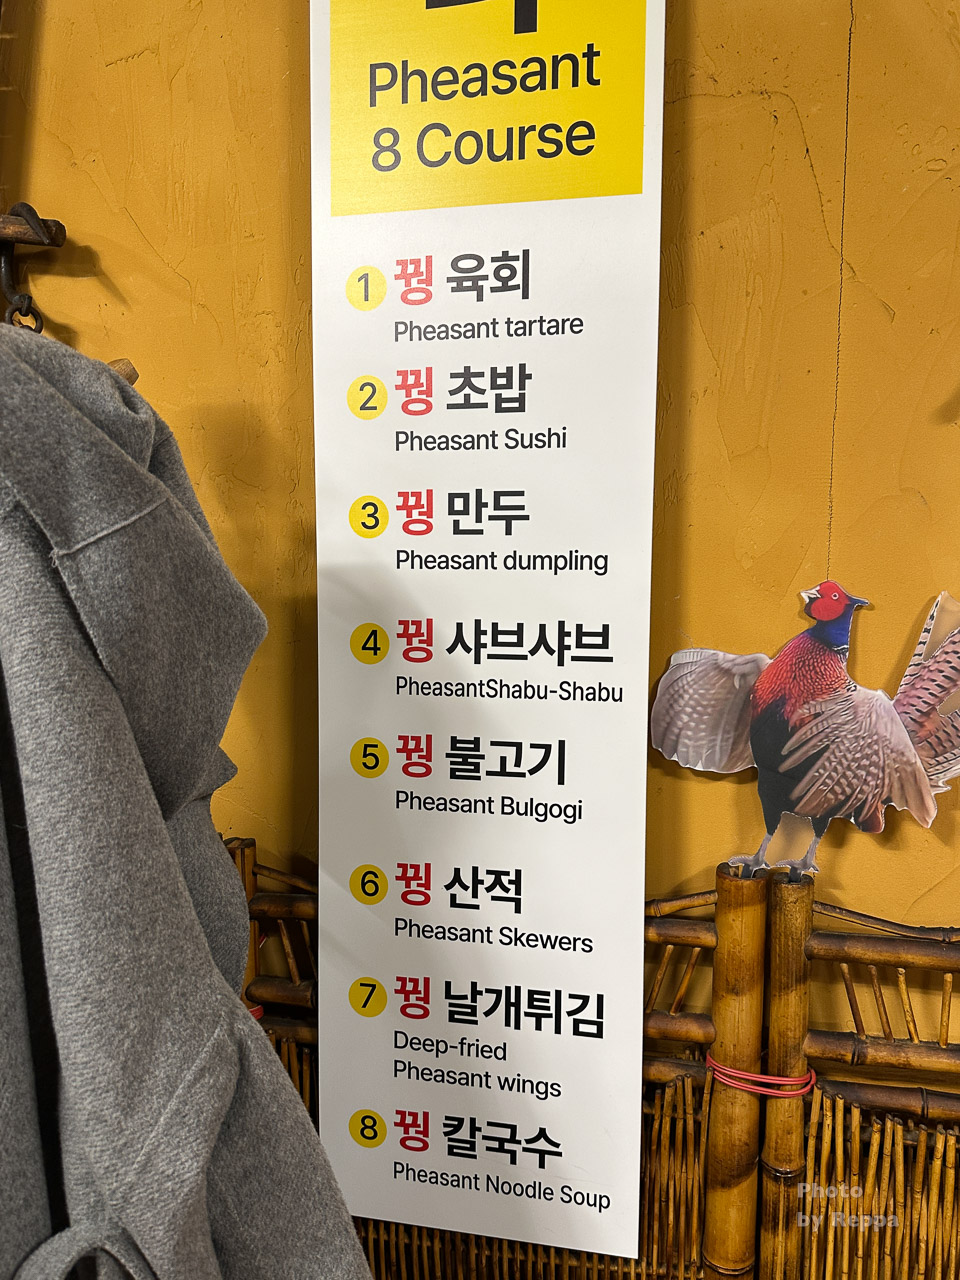 Pheasant
8 Course
1 꿩 육회
Pheasant tartare
2 꿩 초밥
Pheasant Sushi
3 꿩 만두
Pheasant dumpling
4 꿩 샤브샤브
PheasantShabu-Shabu
5 꿩 불고기
Pheasant Bulgogi
6 꿩 산적
Pheasant Skewers
7 꿩 날개튀김
Deep-fried
Pheasant wings
8 꿩 칼국수
Pheasant Noodle Soup
Photo
by Reppa